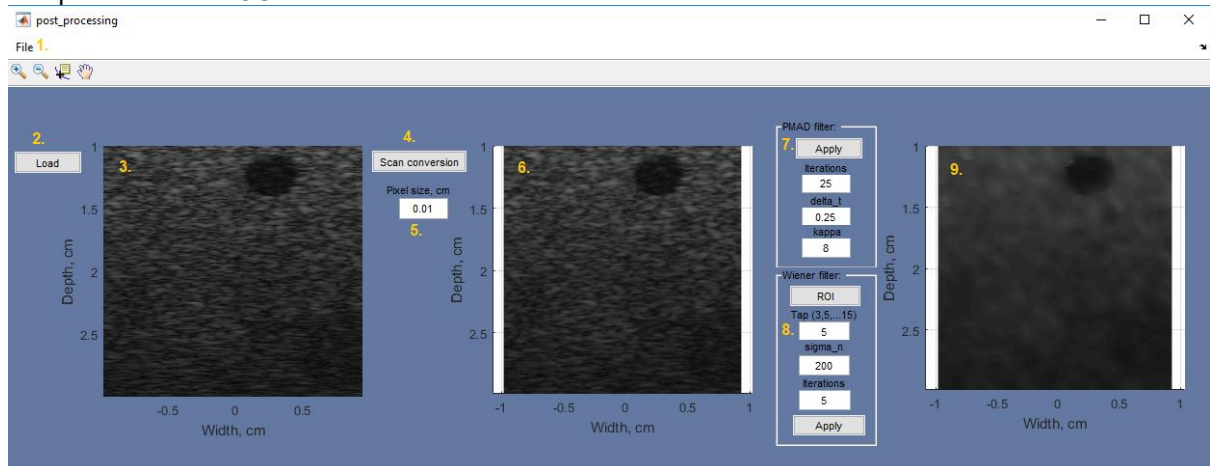 post_processing
File 1.
2.
Load
3.
1
1.5
2
2.5
Depth, cm
-0.5 0 0.5
Width, cm
4.
Scan conversion
Pixel size, cm
0.01
5.
6.
1
1.5
2
2.5
Depth, cm
-1 -0.5 0 0.5 1
Width, cm
PMAD filter:
7.
Apply
Iterations
25
delta_t
0.25
kappa
8
Wiener filter:
ROI
Tap (3,5,...15)
8.
5
sigma_n
200
Iterations
5
Apply
9.
1
1.5
2
2.5
Depth, cm
-1 -0.5 0 0.5 1
Width, cm